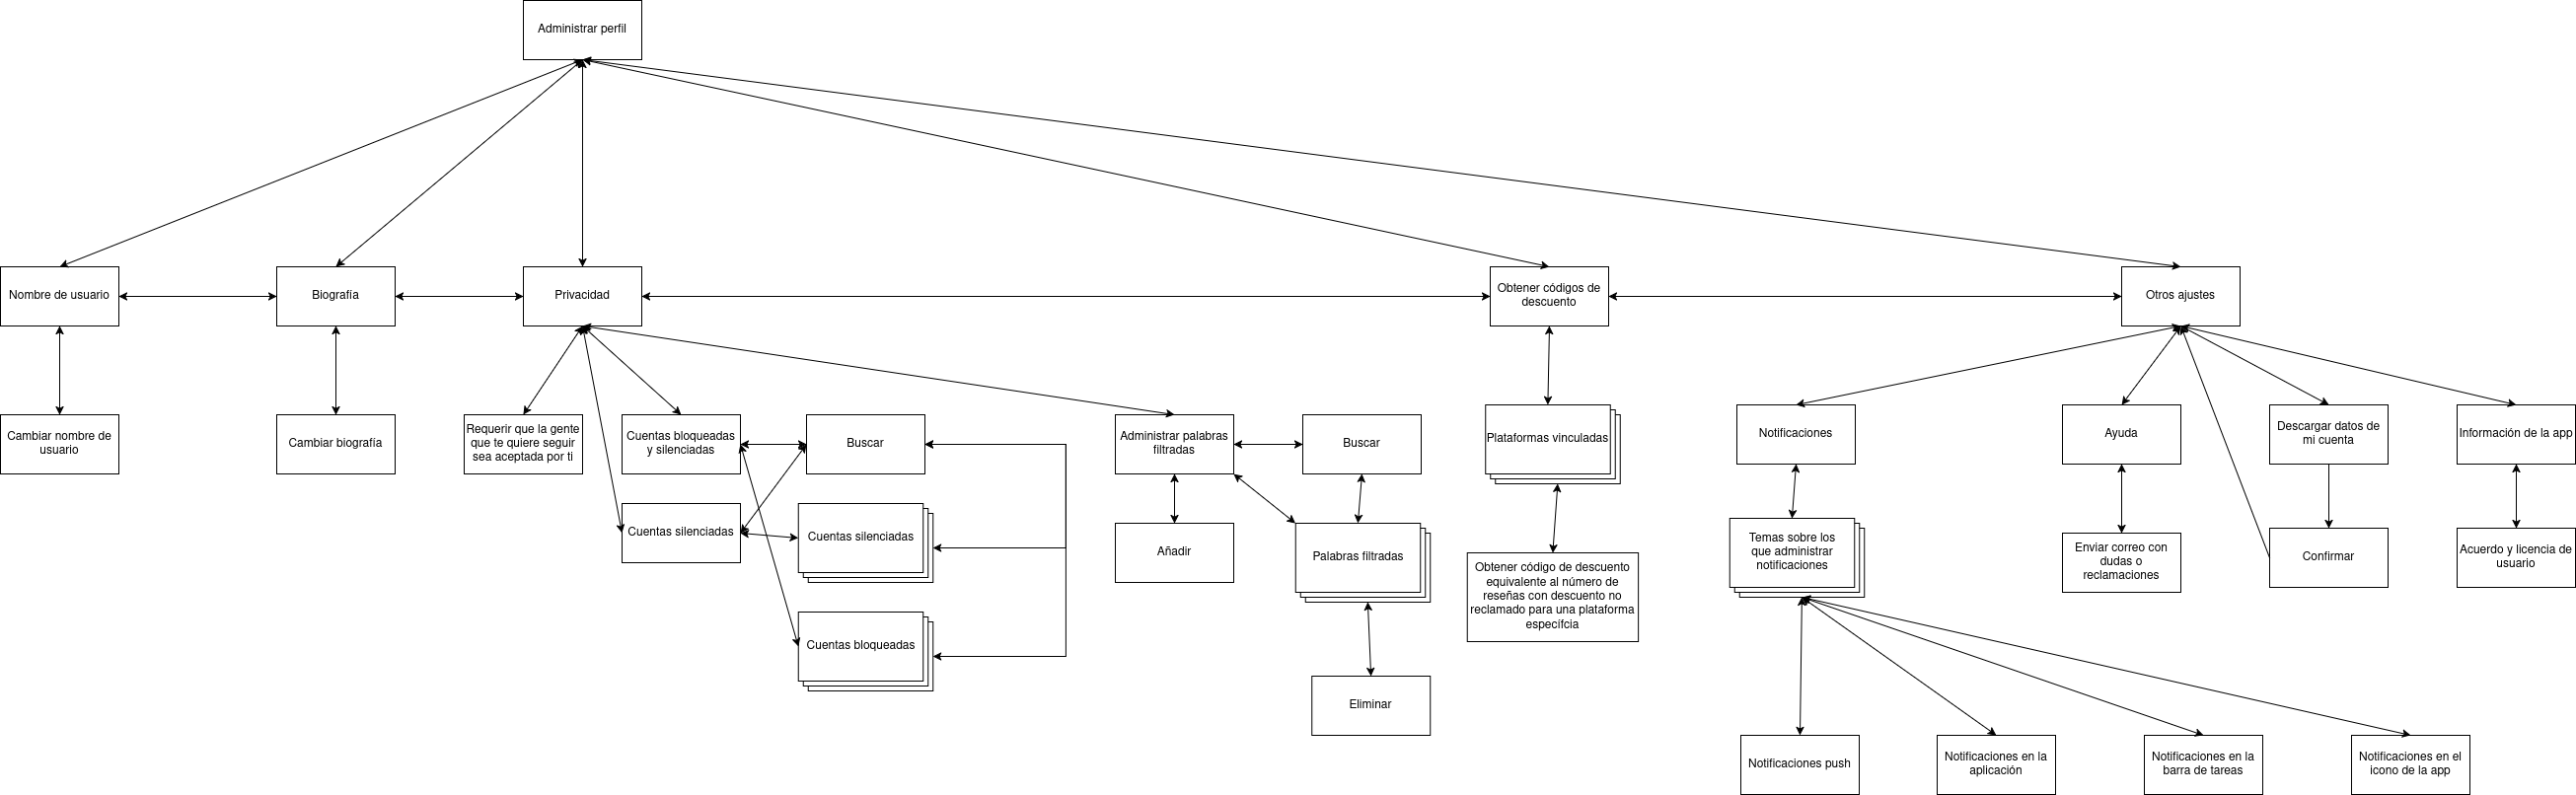 Administrar perfil
Nombre de usuario
Biografía
Privacidad
Obtener códigos de
descuento
Otros ajustes
Cambiar nombre de
usuario
Cambiar biografía
Requerir que la gente
que te quiere seguir
sea aceptada por ti
Cuentas bloqueadas
y silenciadas
Buscar
Administrar palabras
filtradas
Buscar
Plataformas vinculadas
Notificaciones
Ayuda
Descargar datos de
mi cuenta
Información de la app
Cuentas silenciadas
Cuentas silenciadas
Añadir
Palabras filtradas
Obtener código de descuento
equivalente al número de
reseñas con descuento no
reclamado para una plataforma
especifcia
Temas sobre los
que administrar
notificaciones
Enviar correo con
dudas o
reclamaciones
Confirmar
Acuerdo y licencia de
usuario
Cuentas bloqueadas
Eliminar
Notificaciones push
Notificaciones en la
aplicación
Notificaciones en la
barra de tareas
Notificaciones en el
icono de la app